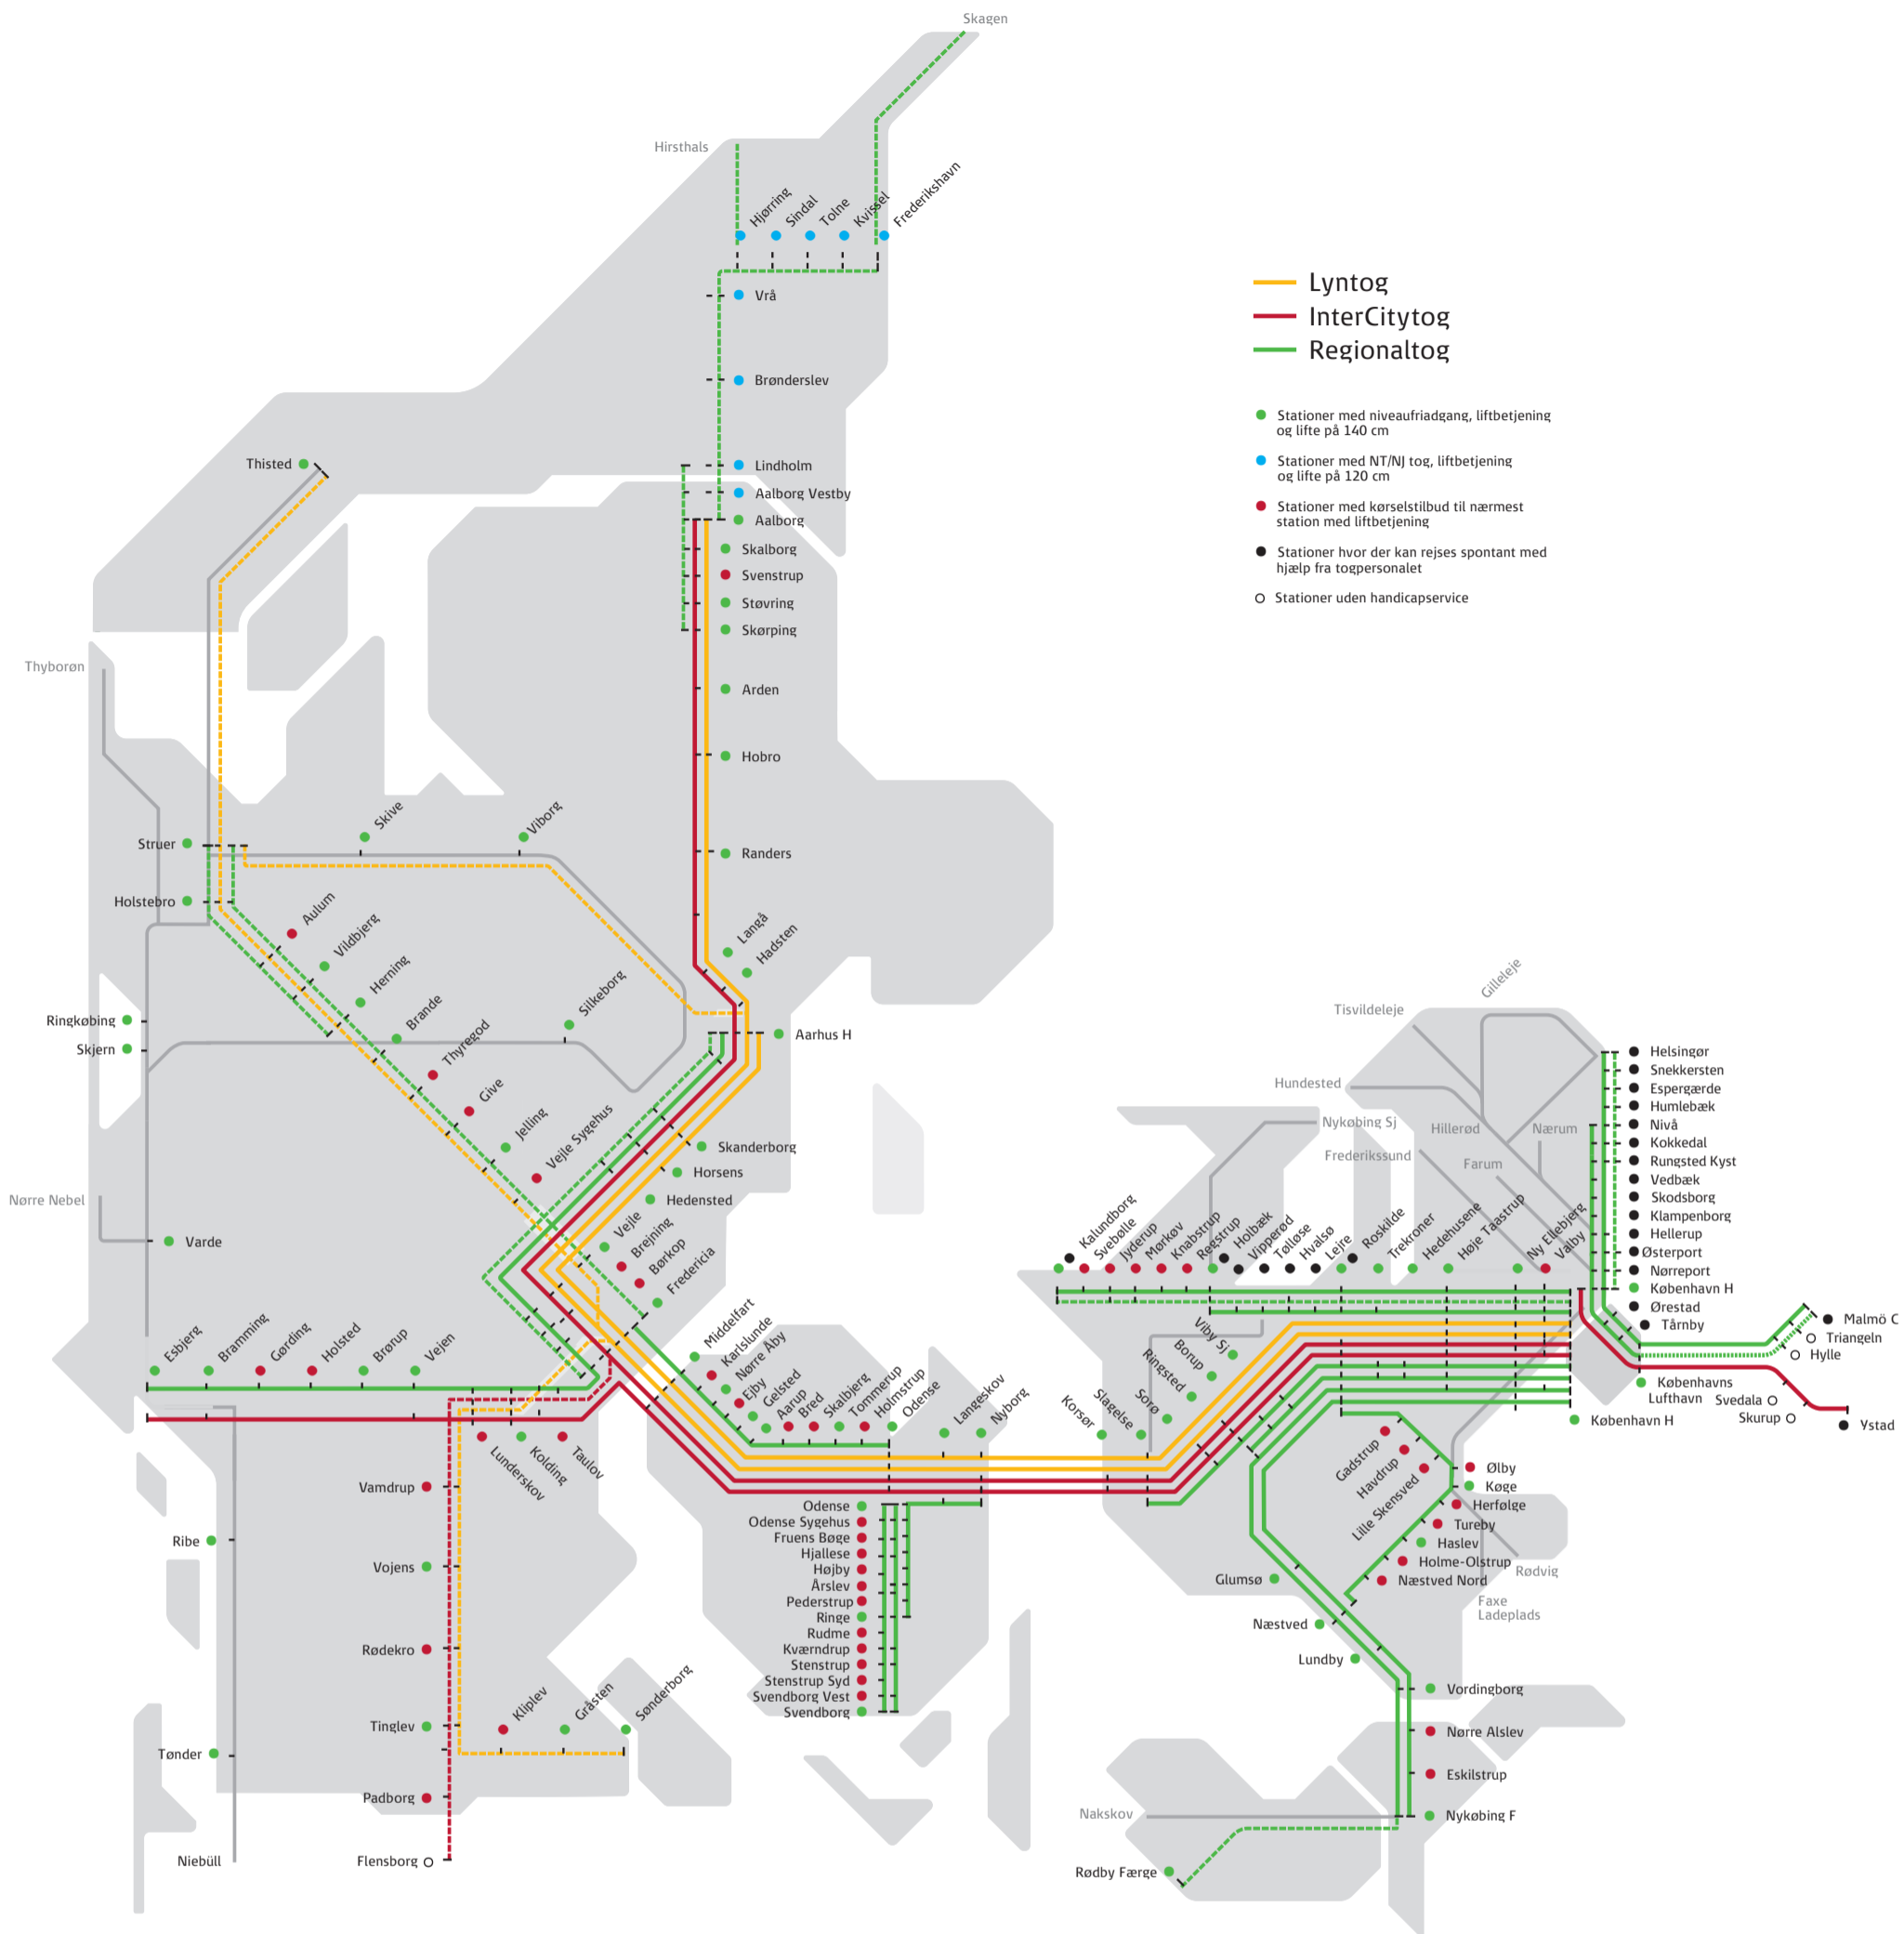 Skagen
Hirsthals
Hjørring
Sindal
Tolne
Kvissel
Frederikshavn
Vrå
Brønderslev
Lindholm
Aalborg Vestby
Aalborg
Skalborg
Svenstrup
Støvring
Skørping
Arden
Hobro
Randers
Langå
Hadsten
Aarhus H
Lyntog
InterCitytog
Regionaltog
Stationer med niveaufriadgang, liftbetjening
og lifte på 140 cm
Stationer med NT/NJ tog, liftbetjening
og lifte på 120 cm
Stationer med kørselstilbud til nærmest
station med liftbetjening
Stationer hvor der kan rejses spontant med
hjælp fra togpersonalet
Stationer uden handicapservice
Thisted
Thyborøn
Struer
Skive
Viborg
Holstebro
Aulum
Vildbjerg
Herning
Brande
Thyregod
Give
Jelling
Vejle Sygehus
Silkeborg
Ringkøbing
Skjern
Nørre Nebel
Varde
Skanderborg
Horsens
Hedensted
Vejle
Brejning
Børkop
Fredericia
Esbjerg
Bramming
Gørding
Holsted
Brørup
Vejen
Lunderskov
Kolding
Taulov
Vamdrup
Ribe
Vojens
Rødekro
Tinglev
Tønder
Padborg
Niebüll
Flensborg
Kliplev
Gråsten
Sønderborg
Middelfart
Karlslunde
Nørre Åby
Ejby
Gelsted
Aarup
Bred
Skalbjerg
Tommerup
Holmstrup
Odense
Langeskov
Nyborg
Odense
Odense Sygehus
Fruens Bøge
Hjallese
Højby
Årslev
Pederstrup
Ringe
Rudme
Kværndrup
Stenstrup
Stenstrup Syd
Svendborg Vest
Svendborg
Korsør
Slagelse
Sorø
Ringsted
Borup
Viby Sj
Kalundborg
Svebølle
Jyderup
Mørkøv
Knabstrup
Regstrup
Holbæk
Vipperød
Tølløse
Hvalsø
Lejre
Roskilde
Trekroner
Hedehusene
Høje Taastrup
Ny Ellebjerg
Valby
Gilleleje
Tisvildeleje
Hundested
Nykøbing Sj
Hillerød
Nærum
Frederikssund
Farum
Helsingør
Snekkersten
Espergærde
Humlebæk
Nivå
Kokkedal
Rungsted Kyst
Vedbæk
Skodsborg
Klampenborg
Hellerup
Østerport
Nørreport
København H
Ørestad
Tårnby
Malmö C
Triangeln
Hylle
Københavns
Lufthavn
Svedala
Skurup
Ystad
København H
Gadstrup
Havdrup
Lille Skensved
Ølby
Køge
Herfølge
Tureby
Haslev
Holme-Olstrup
Næstved Nord
Rødvig
Faxe
Ladeplads
Glumsø
Næstved
Lundby
Vordingborg
Nørre Alslev
Eskilstrup
Nykøbing F
Nakskov
Rødby Færge